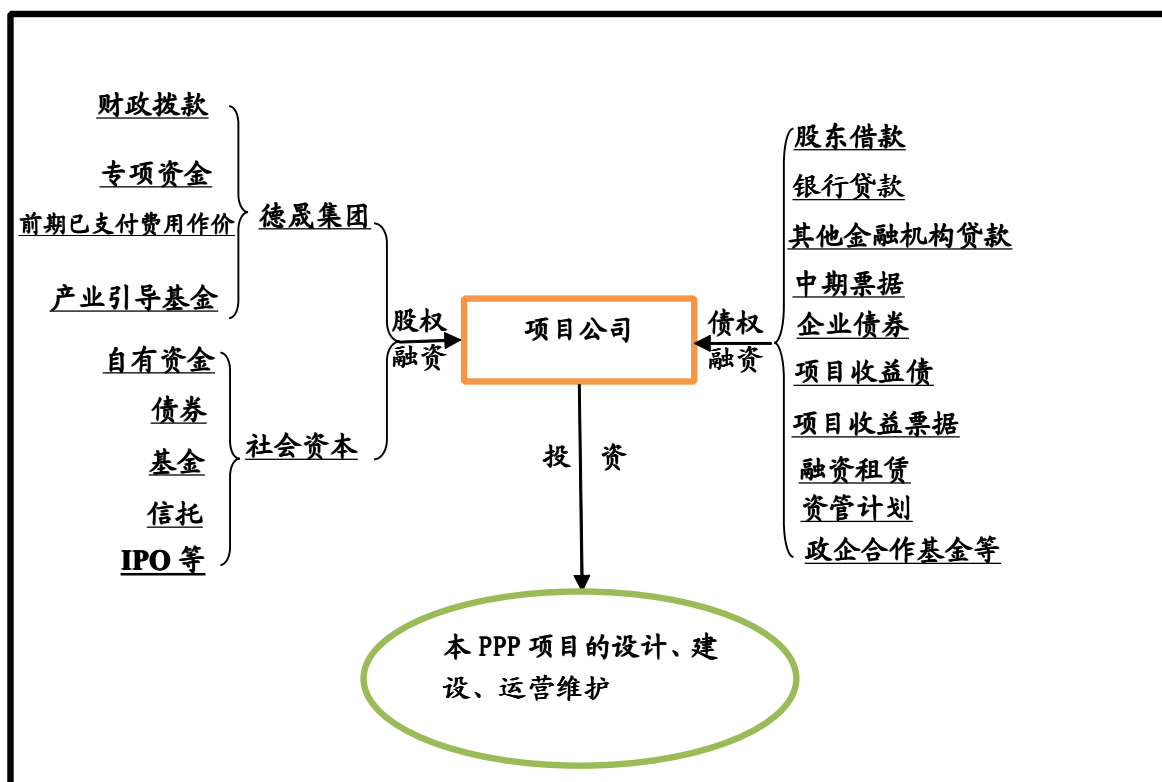 财政拨款
专项资金
前期已支付费用作价
产业引导基金
德晟集团
自有资金
债券
基金
信托
IPO 等
社会资本
股权
融资
项目公司
债权
融资
股东借款
银行贷款
其他金融机构贷款
中期票据
企业债券
项目收益债
项目收益票据
融资租赁
资管计划
政企合作基金等
投 资
本 PPP 项目的设计、建
设、运营维护